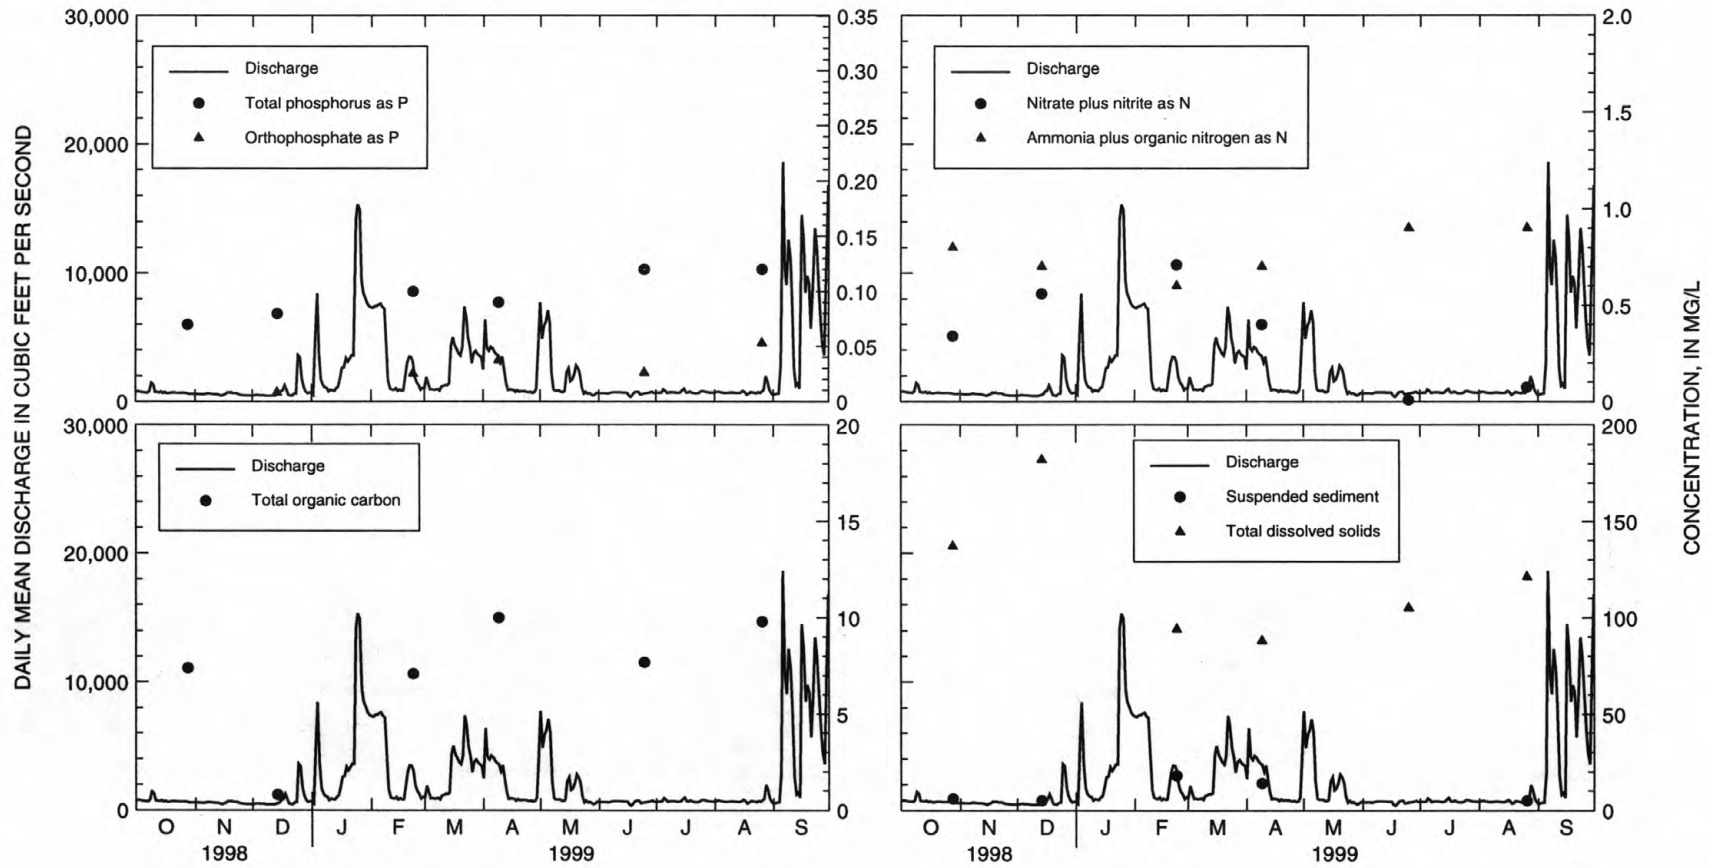 DAILY MEAN DISCHARGE IN CUBIC FEET PER SECOND
30,000
20,000
10,000
0
Discharge
Total phosphorus as P
Orthophosphate as P
0.35
0.30
0.25
0.20
0.15
0.10
0.05
0
Discharge
Nitrate plus nitrite as N
Ammonia plus organic nitrogen as N
2.0
1.5
1.0
0.5
0
30,000
20,000
10,000
0
Discharge
Total organic carbon
20
15
10
5
0
Discharge
Suspended sediment
Total dissolved solids
200
150
100
50
0
CONCENTRATION, IN MG/L
O N D J F M A M J J A S
1998 1999
O N D J F M A M J J A S
1998 1999